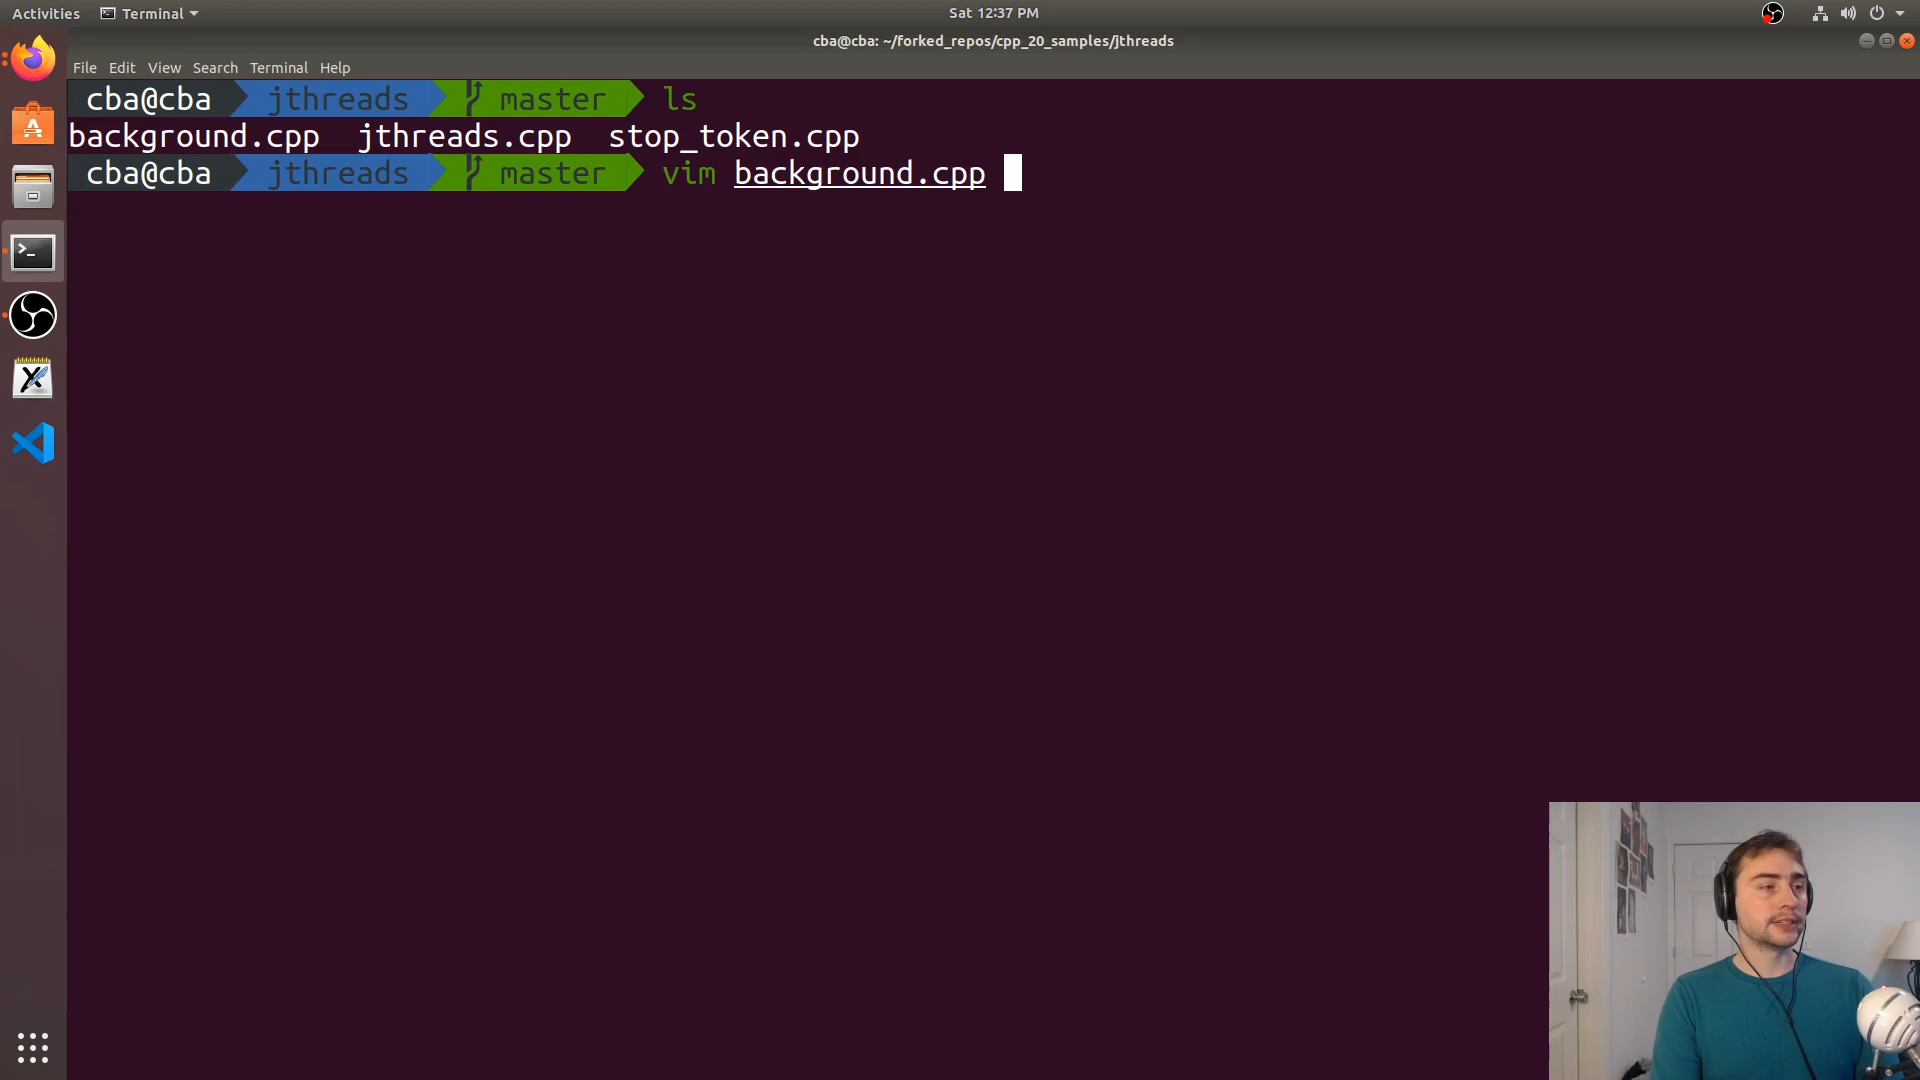 Activities Terminal Sat 12:37 PM
cba@cba: ~/forked_repos/cpp_20_samples/jthreads
File Edit View Search Terminal Help
cba@cba jthreads master ls
background.cpp jthreads.cpp stop_token.cpp
cba@cba jthreads master vim background.cpp